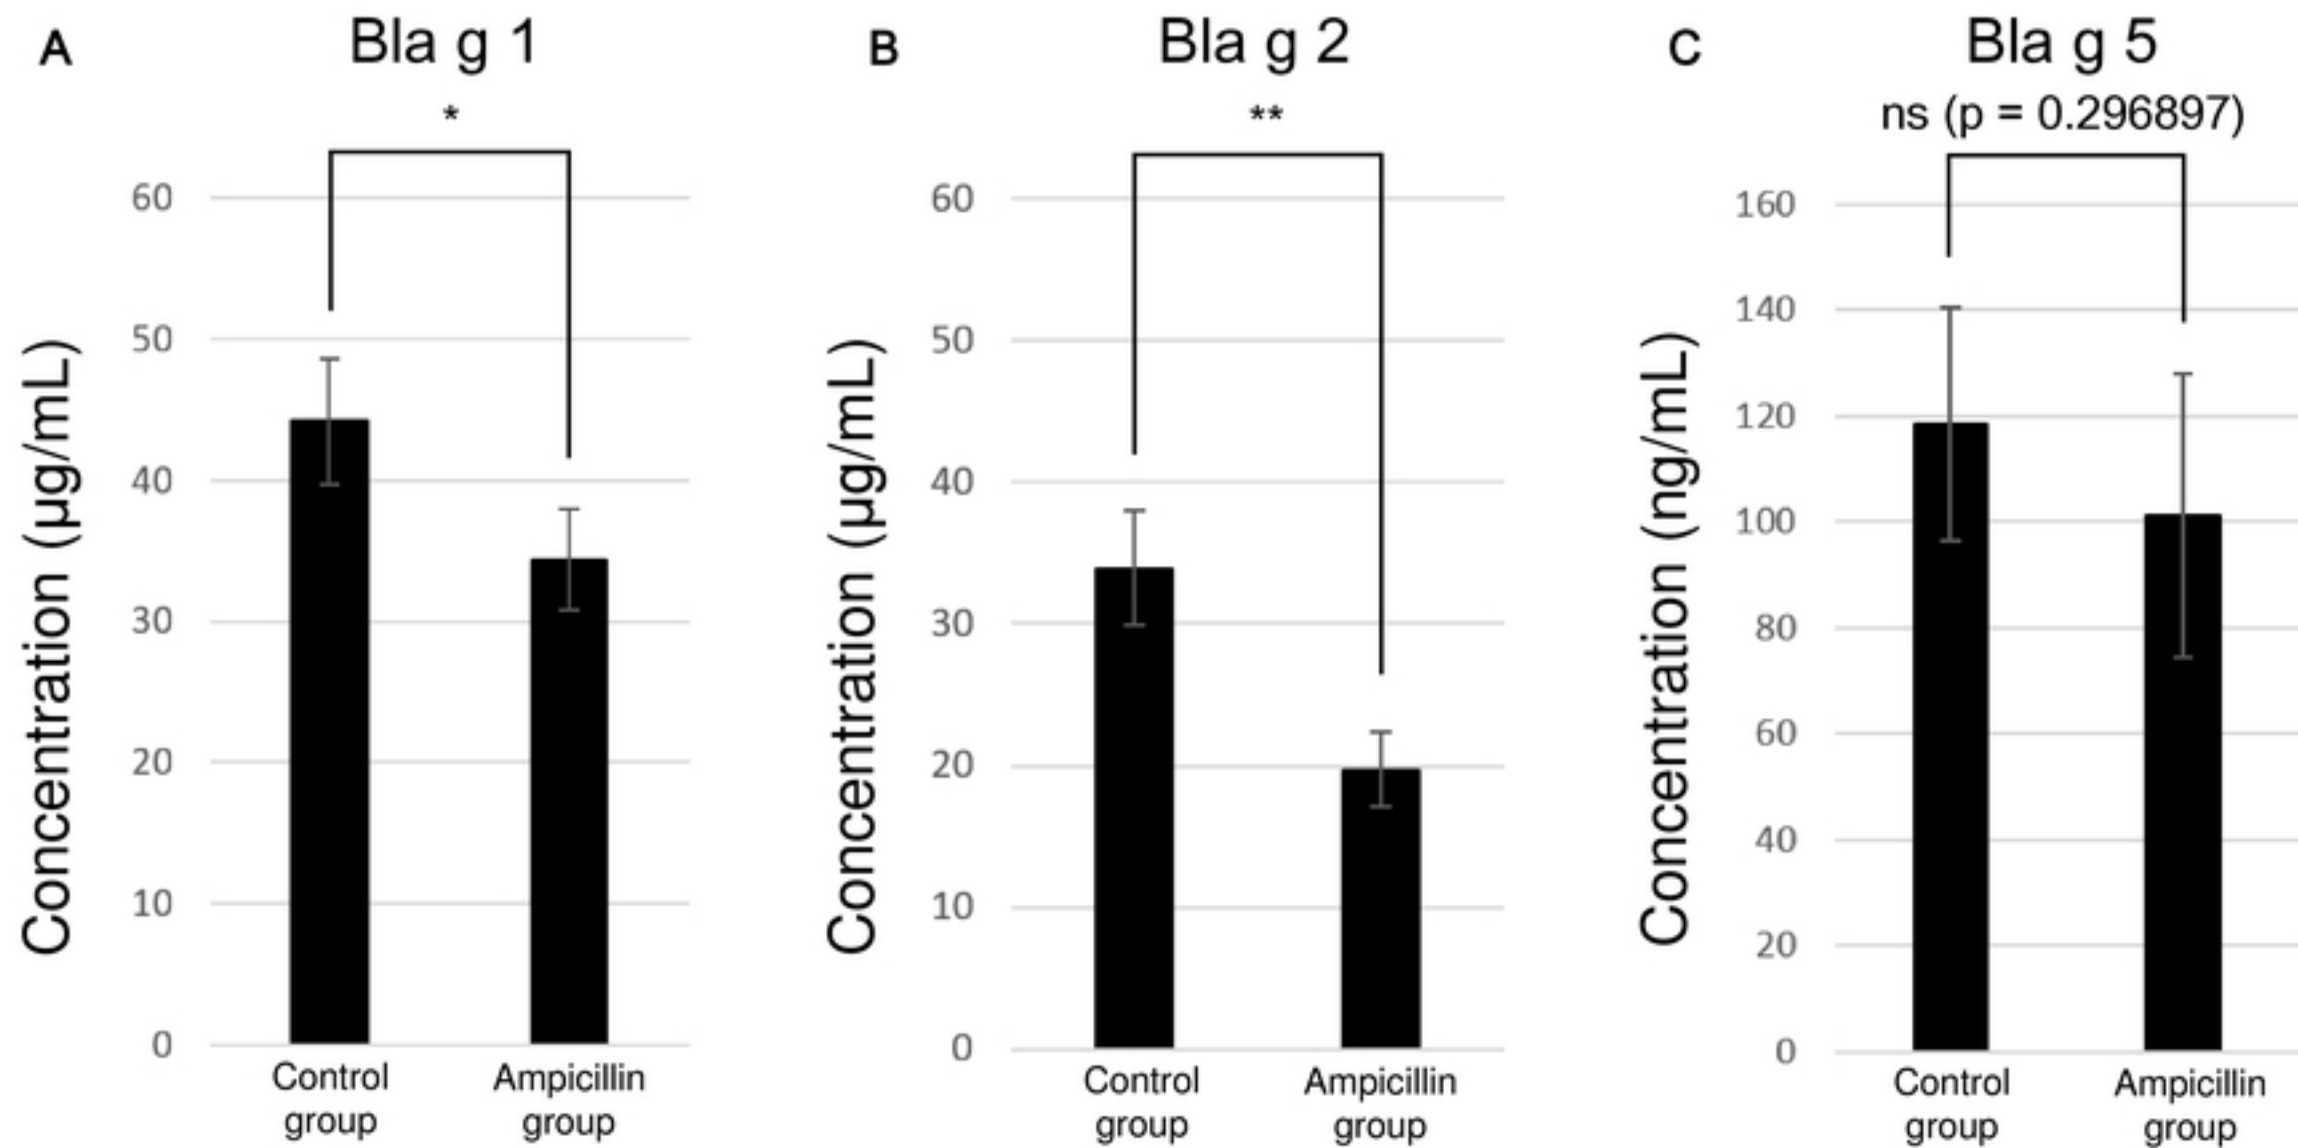 A
Bla g 1
*
Concentration (µg/mL)
60
50
40
30
20
10
0
Control group
Ampicillin group
B
Bla g 2
**
Concentration (µg/mL)
60
50
40
30
20
10
0
Control group
Ampicillin group
C
Bla g 5
ns (p = 0.296897)
Concentration (ng/mL)
160
140
120
100
80
60
40
20
0
Control group
Ampicillin group